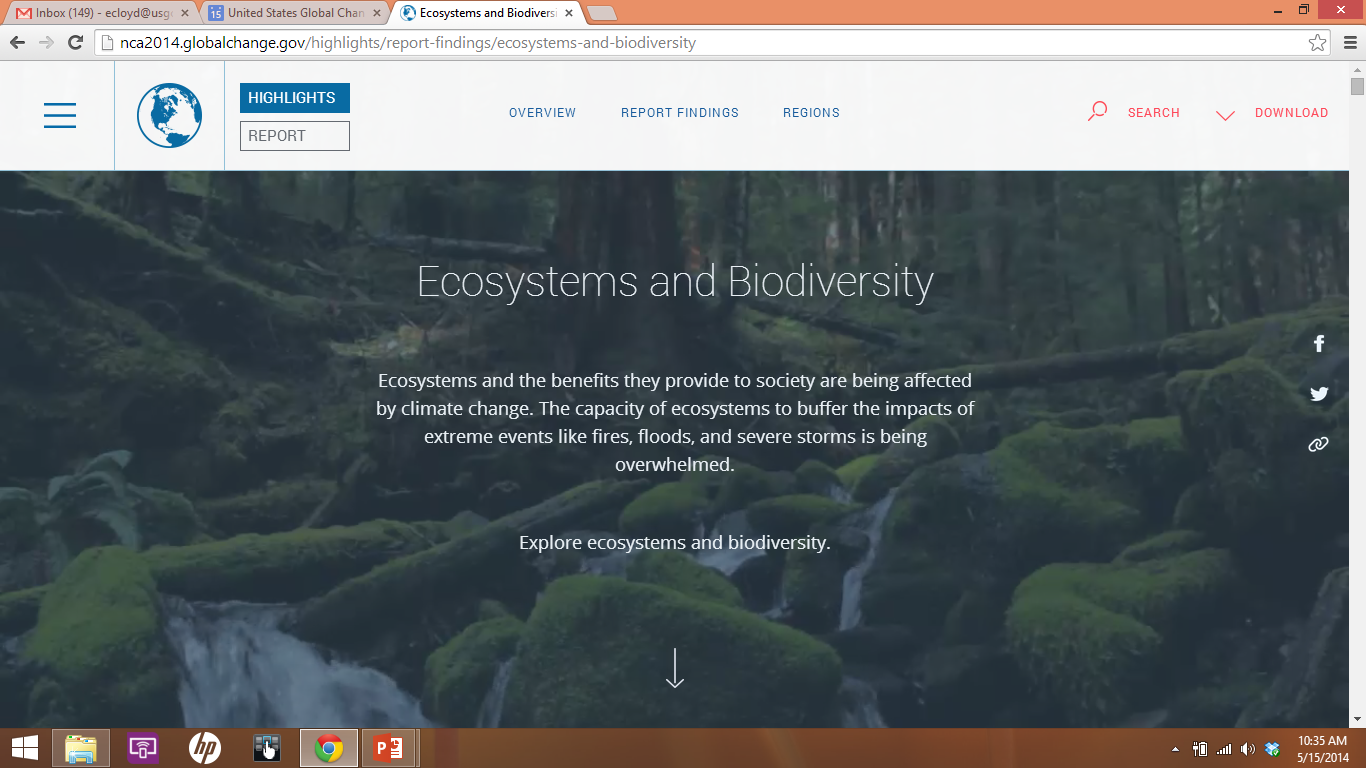 Inbox (149) - ecloyd@usg
United States Global Chan
Ecosystems and Biodiversi
nca2014.globalchange.gov/highlights/report-findings/ecosystems-and-biodiversity
HIGHLIGHTS
REPORT
OVERVIEW
REPORT FINDINGS
REGIONS
SEARCH
DOWNLOAD
Ecosystems and Biodiversity
Ecosystems and the benefits they provide to society are being affected
by climate change. The capacity of ecosystems to buffer the impacts of
extreme events like fires, floods, and severe storms is being
overwhelmed.
Explore ecosystems and biodiversity.
10:35 AM
5/15/2014